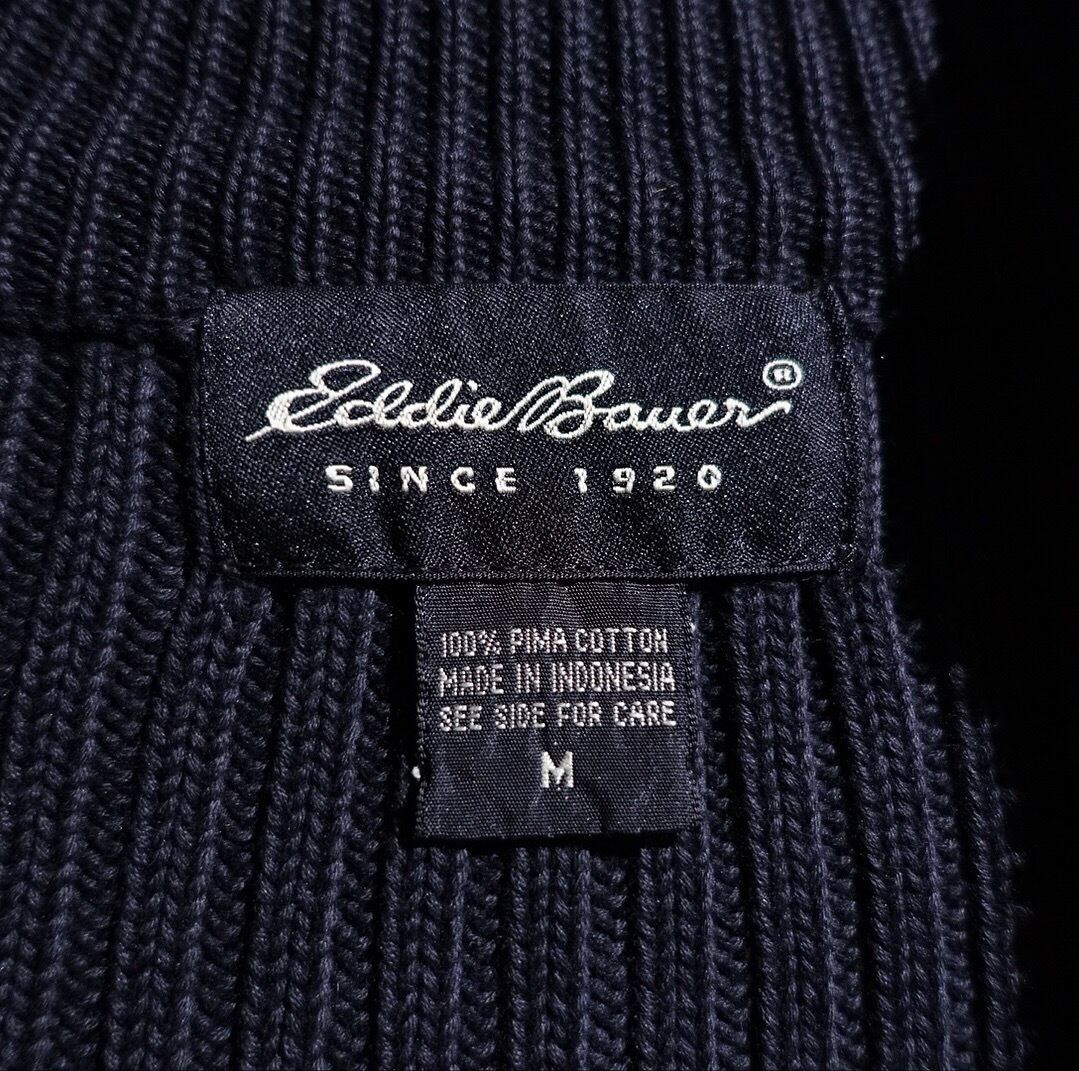 Eddie Bauer®
SINCE 1920
100% PIMA COTTON
MADE IN INDONESIA
SEE SIDE FOR CARE
M